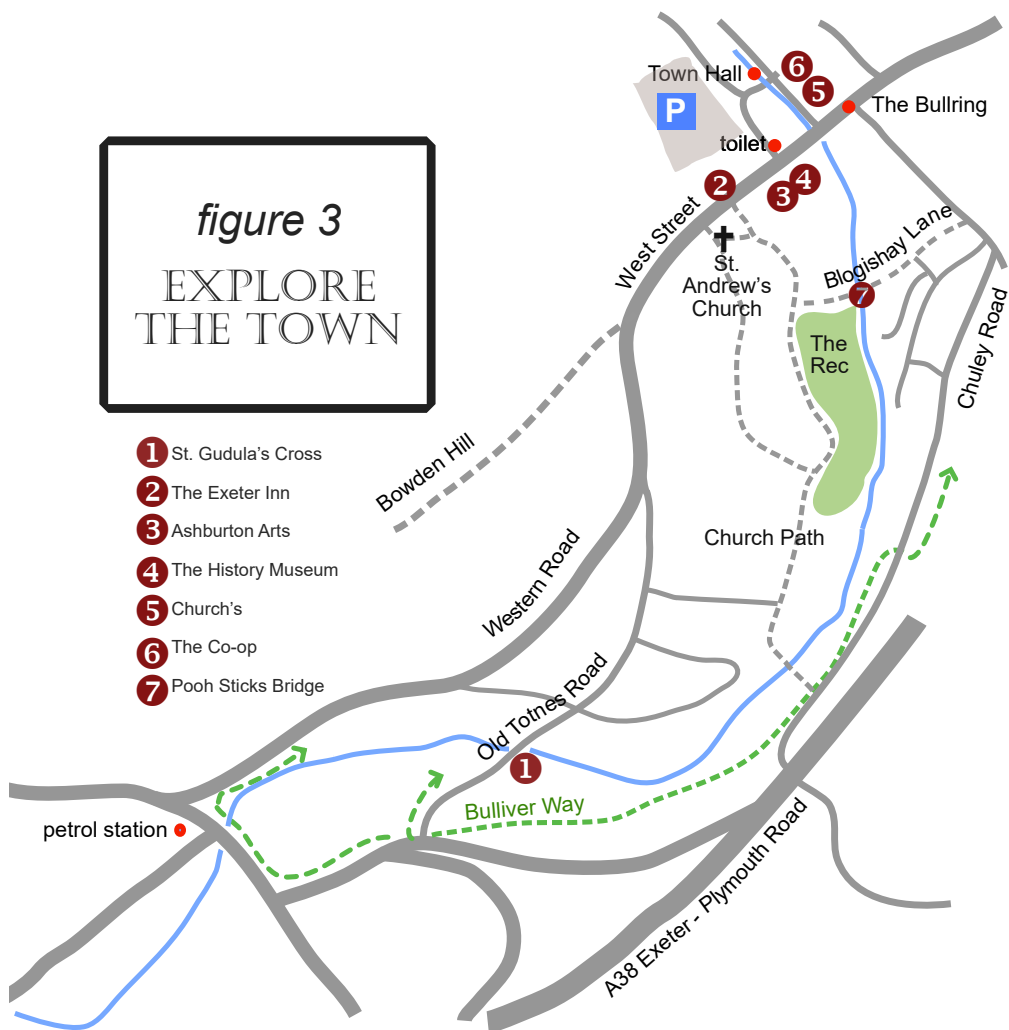 figure 3
EXPLORE
THE TOWN
1 St. Gudula's Cross
2 The Exeter Inn
3 Ashburton Arts
4 The History Museum
5 Church's
6 The Co-op
7 Pooh Sticks Bridge
Town Hall
6
5
P
The Bullring
toilet
2
4
3
West Street
St.
Andrew's
Church
Blogishay Lane
7
The
Rec
Chuley Road
Bowden Hill
Church Path
Western Road
Old Totnes Road
1
Bulliver Way
petrol station
A38 Exeter - Plymouth Road